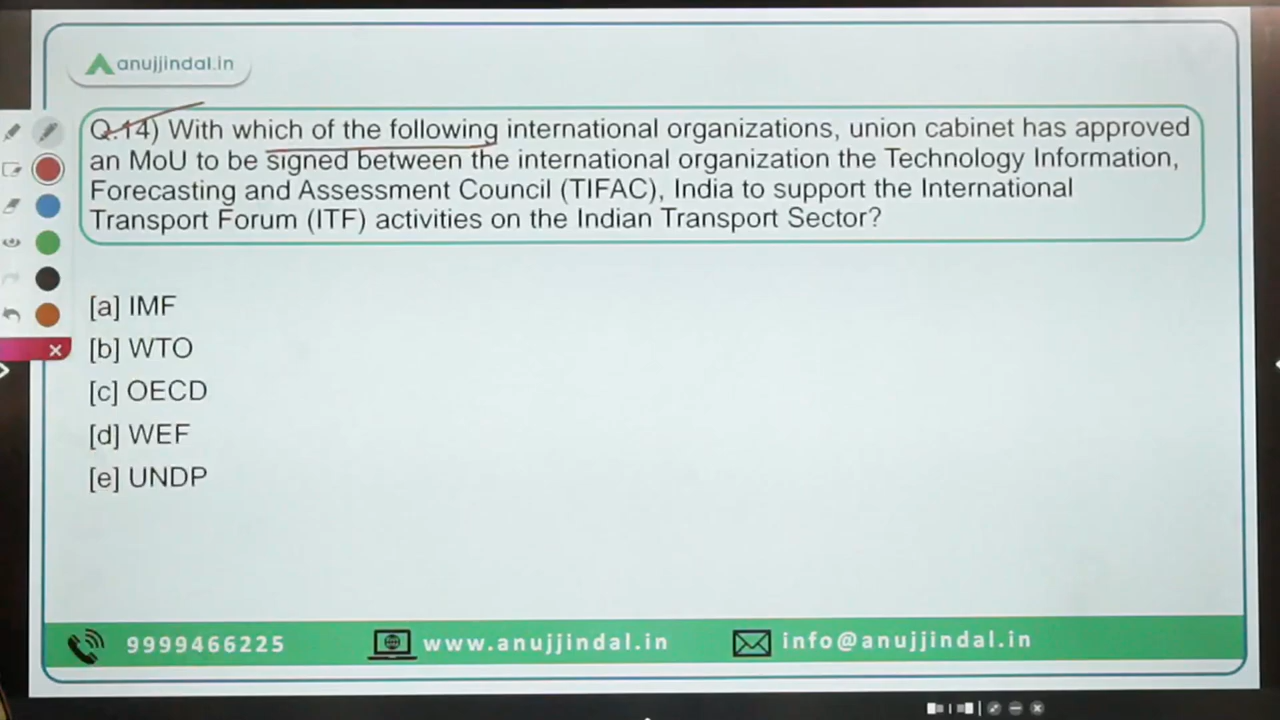 anujjindal.in
Q.14) With which of the following international organizations, union cabinet has approved
an MoU to be signed between the international organization the Technology Information,
Forecasting and Assessment Council (TIFAC), India to support the International
Transport Forum (ITF) activities on the Indian Transport Sector?
[a] IMF
[b] WTO
[c] OECD
[d] WEF
[e] UNDP
9999466225
www.anujjindal.in
info@anujjindal.in